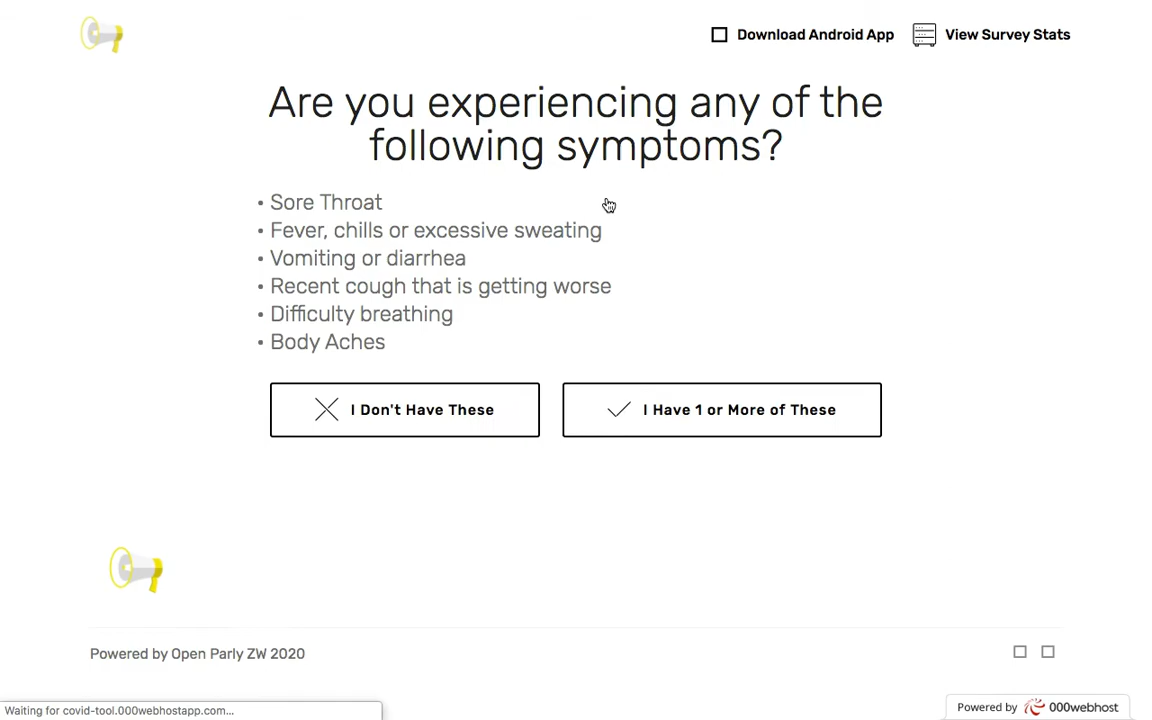 Download Android App
View Survey Stats
Are you experiencing any of the
following symptoms?
• Sore Throat
• Fever, chills or excessive sweating
• Vomiting or diarrhea
• Recent cough that is getting worse
• Difficulty breathing
• Body Aches
I Don't Have These
I Have 1 or More of These
Powered by Open Parly ZW 2020
Waiting for covid-tool.000webhostapp.com...
Powered by 000webhost